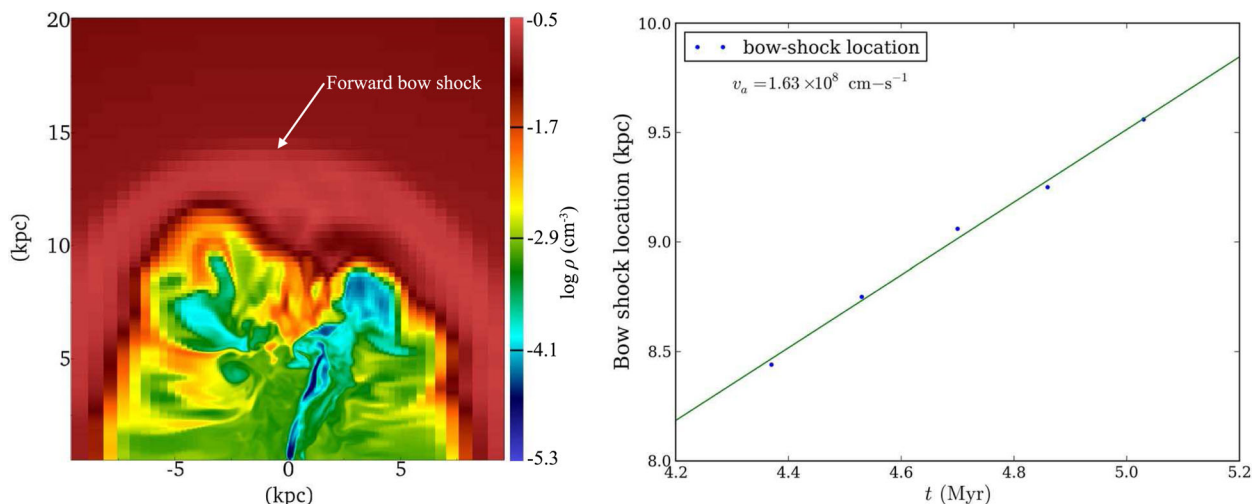 20
15
10
5
(kpc)
-5
0
5
(kpc)
Forward bow shock
-0.5
-1.7
-2.9
-4.1
-5.3
log ρ (cm⁻³)
10.0
9.5
9.0
8.5
8.0
Bow shock location (kpc)
bow-shock location
v_a = 1.63 ×10⁸ cm−s⁻¹
4.2
4.4
4.6
4.8
5.0
5.2
t (Myr)